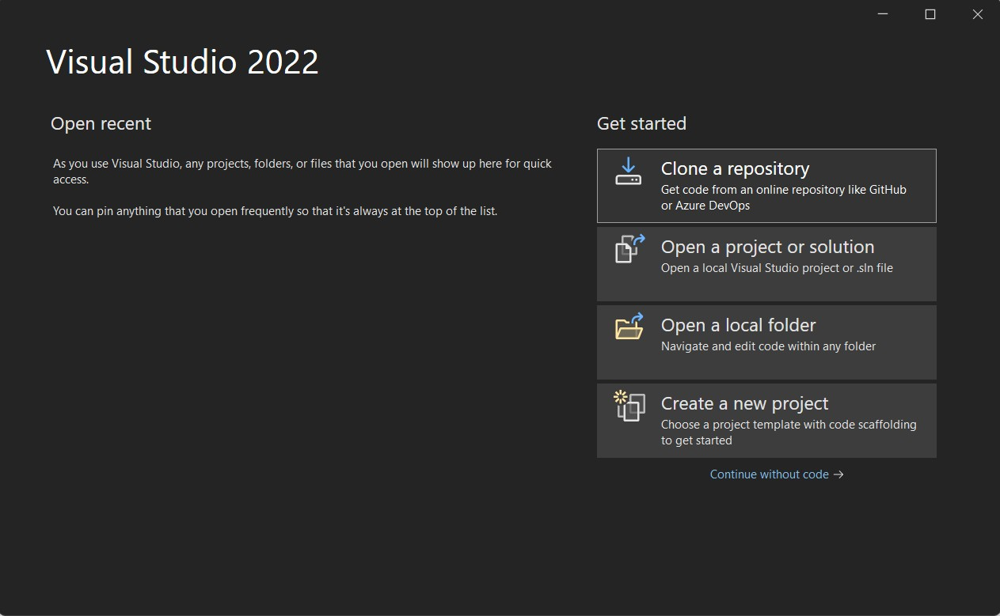 Visual Studio 2022
Open recent
As you use Visual Studio, any projects, folders, or files that you open will show up here for quick
access.
You can pin anything that you open frequently so that it's always at the top of the list.
Get started
Clone a repository
Get code from an online repository like GitHub
or Azure DevOps
Open a project or solution
Open a local Visual Studio project or .sln file
Open a local folder
Navigate and edit code within any folder
Create a new project
Choose a project template with code scaffolding
to get started
Continue without code →